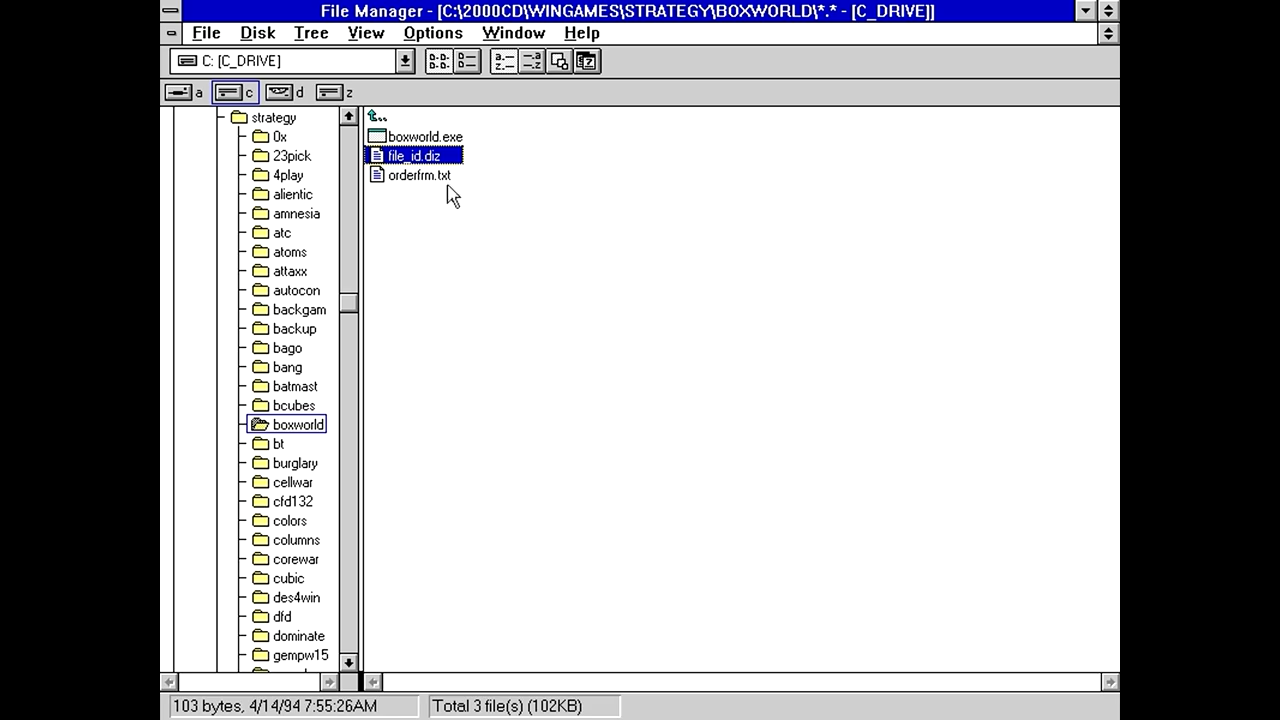 File Manager - [C:\2000CD\WINGAMES\STRATEGY\BOXWORLD\*.* - [C_DRIVE]]
File Disk Tree View Options Window Help
C: [C_DRIVE]
a c d z
strategy
0x
23pick
4play
alientic
amnesia
atc
atoms
attaxx
autocon
backgam
backup
bago
bang
batmast
bcubes
boxworld
bt
burglary
cellwar
cfd132
colors
columns
corewar
cubic
des4win
dfd
dominate
gempw15
..
boxworld.exe
file_id.diz
orderfrm.txt
103 bytes, 4/14/94 7:55:26AM
Total 3 file(s) (102KB)